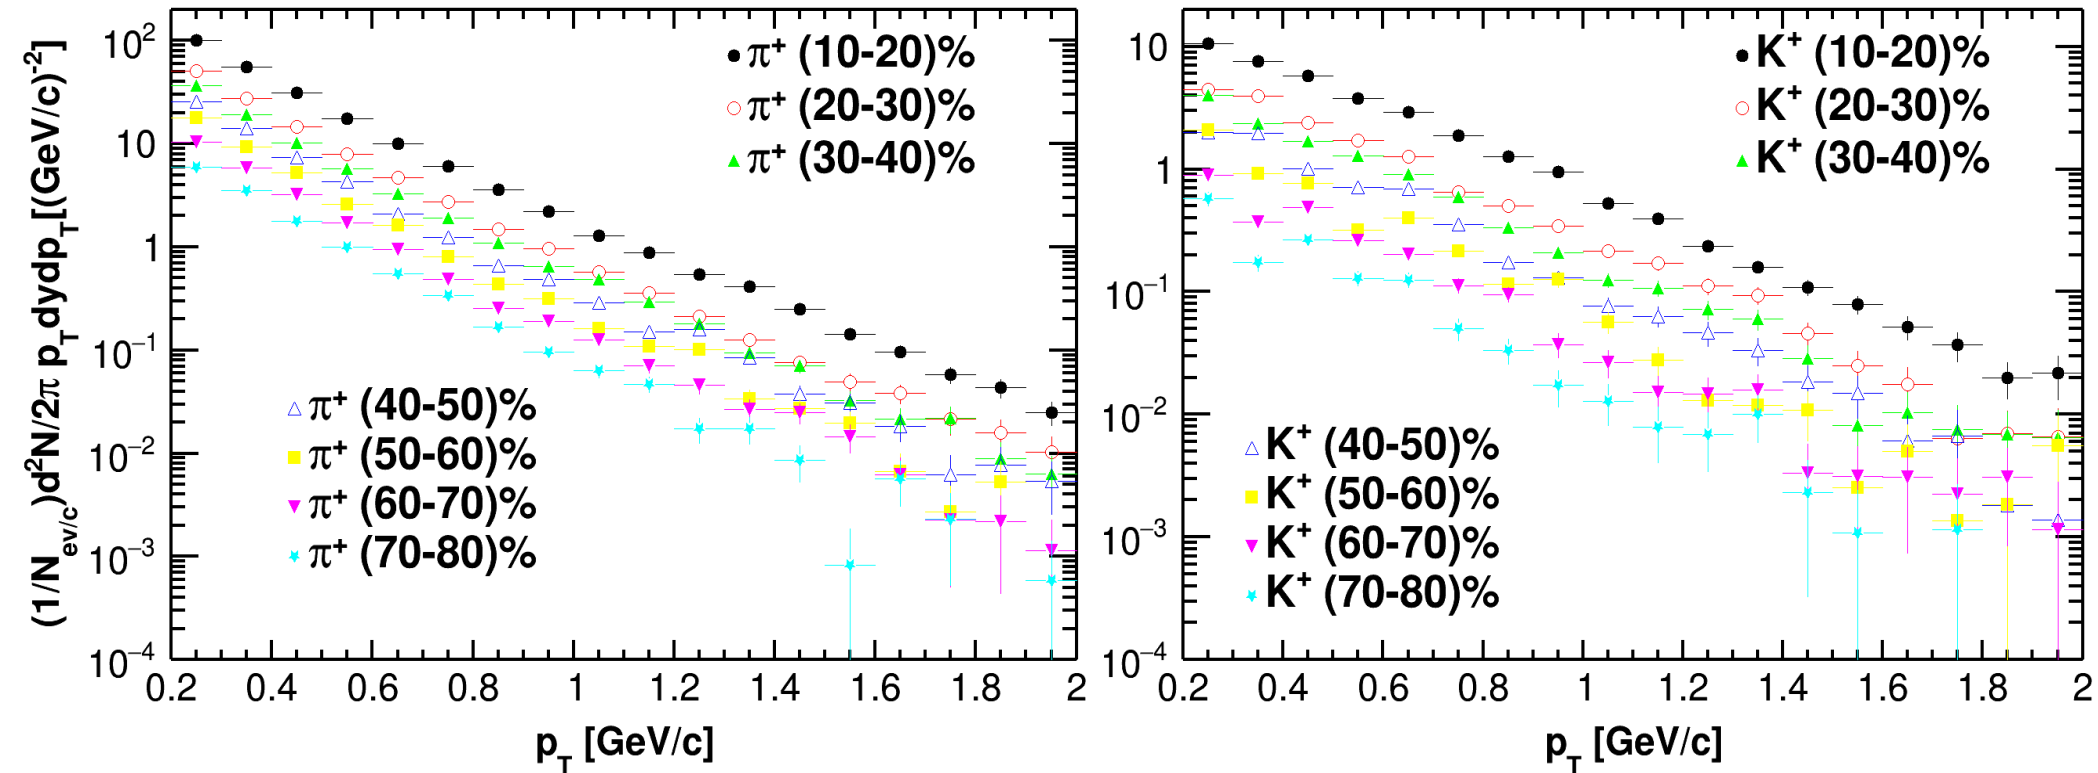 (1/N_ev/c)d²N/2π p_T dydp_T[(GeV/c)⁻²]
10²
10
1
10⁻¹
10⁻²
10⁻³
10⁻⁴
π⁺ (10-20)%
π⁺ (20-30)%
π⁺ (30-40)%
π⁺ (40-50)%
π⁺ (50-60)%
π⁺ (60-70)%
π⁺ (70-80)%
0.2 0.4 0.6 0.8 1 1.2 1.4 1.6 1.8 2
p_T [GeV/c]
10
1
10⁻¹
10⁻²
10⁻³
10⁻⁴
K⁺ (10-20)%
K⁺ (20-30)%
K⁺ (30-40)%
K⁺ (40-50)%
K⁺ (50-60)%
K⁺ (60-70)%
K⁺ (70-80)%
0.2 0.4 0.6 0.8 1 1.2 1.4 1.6 1.8 2
p_T [GeV/c]